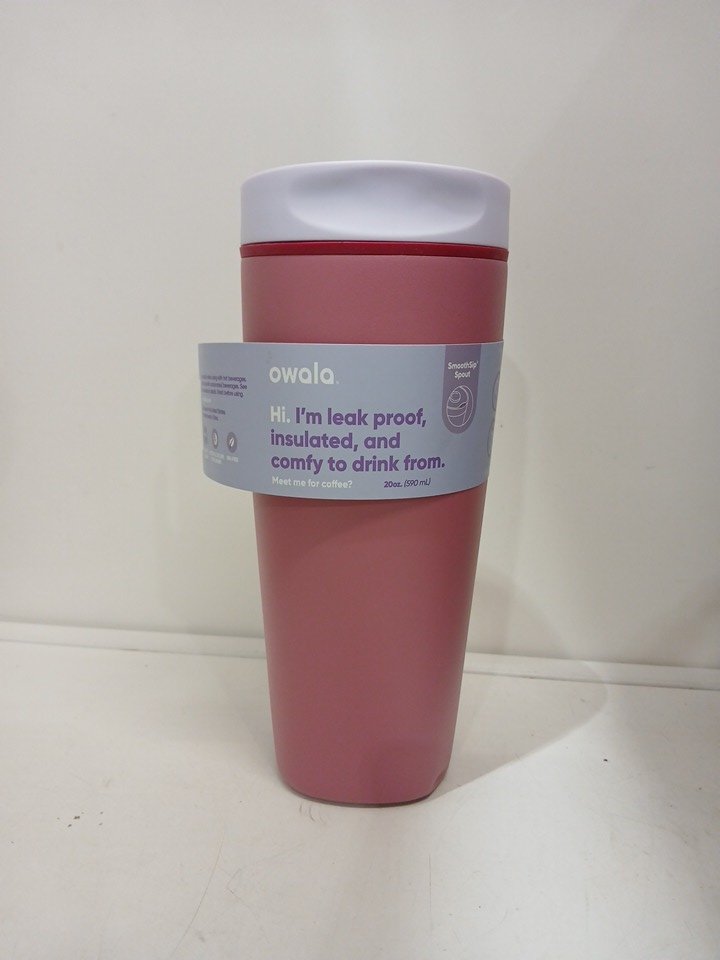 owala
SmoothSip
Spout
Hi. I'm leak proof,
insulated, and
comfy to drink from.
Meet me for coffee?
20oz. (590 mL)